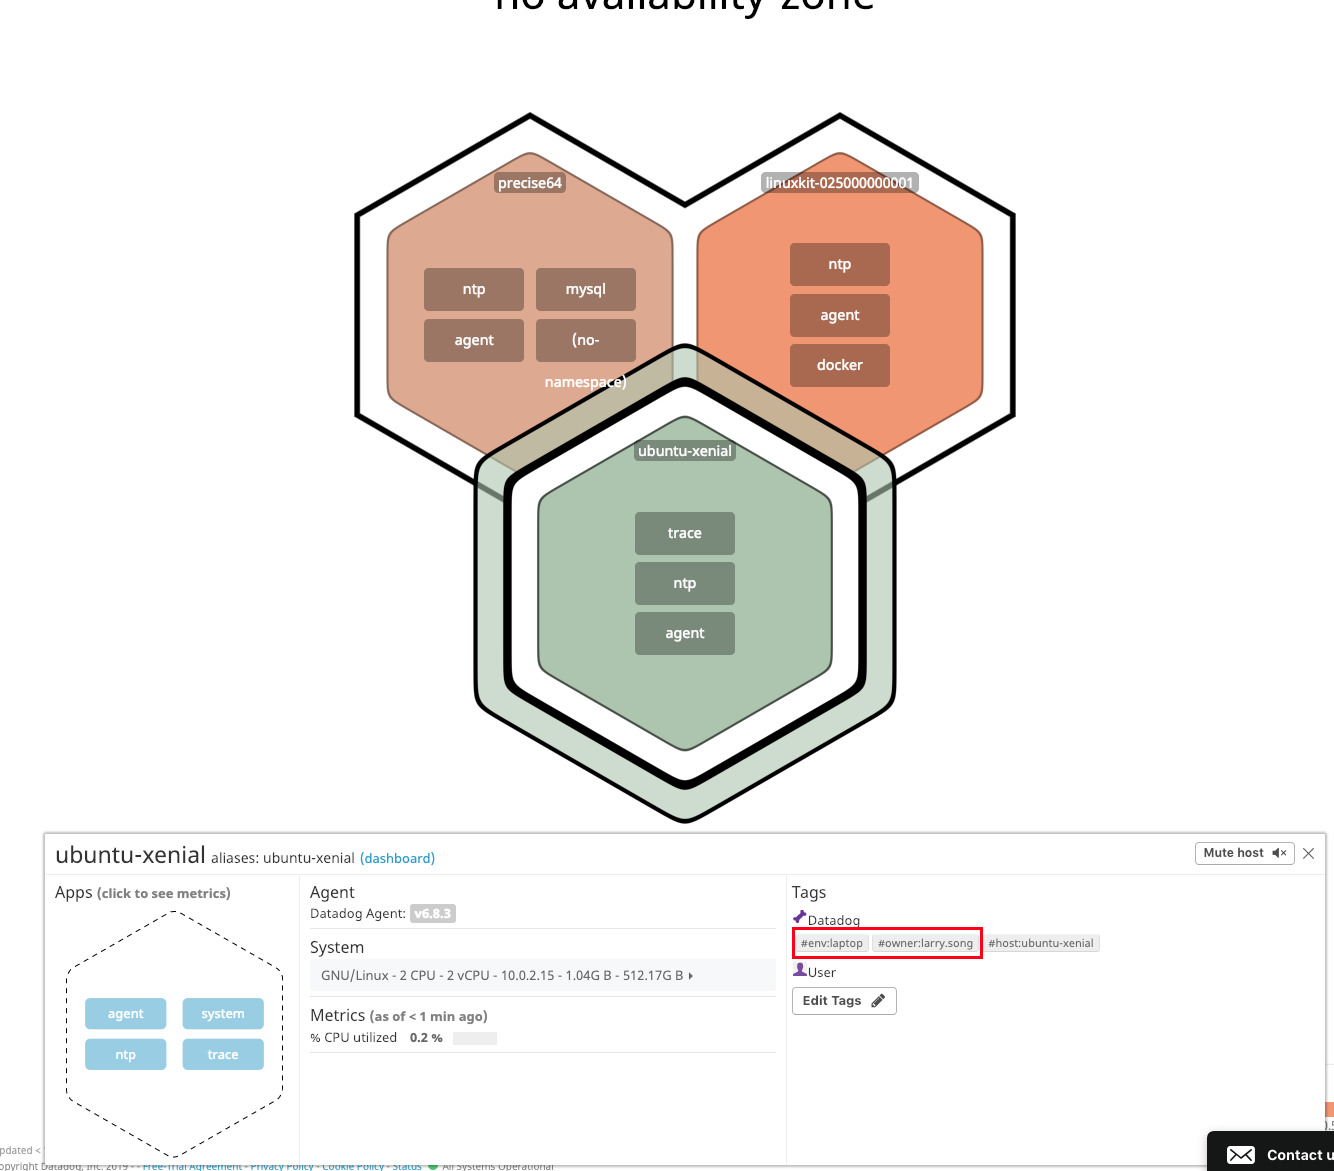 no availability-zone
precise64
linuxkit-025000000001
ntp
mysql
agent
(no-
namespace)
ntp
agent
docker
ubuntu-xenial
trace
ntp
agent
ubuntu-xenial aliases: ubuntu-xenial (dashboard)
Mute host
Apps (click to see metrics)
agent
system
ntp
trace
Agent
Datadog Agent: v6.8.3
System
GNU/Linux - 2 CPU - 2 vCPU - 10.0.2.15 - 1.04G B - 512.17G B
Metrics (as of < 1 min ago)
% CPU utilized 0.2 %
Tags
Datadog
#env:laptop #owner:larry.song #host:ubuntu-xenial
User
Edit Tags
pdated <
opyright Datadog, Inc. 2019 - - Free-Trial Agreement - Privacy Policy - Cookie Policy - Status All Systems Operational
Contact u